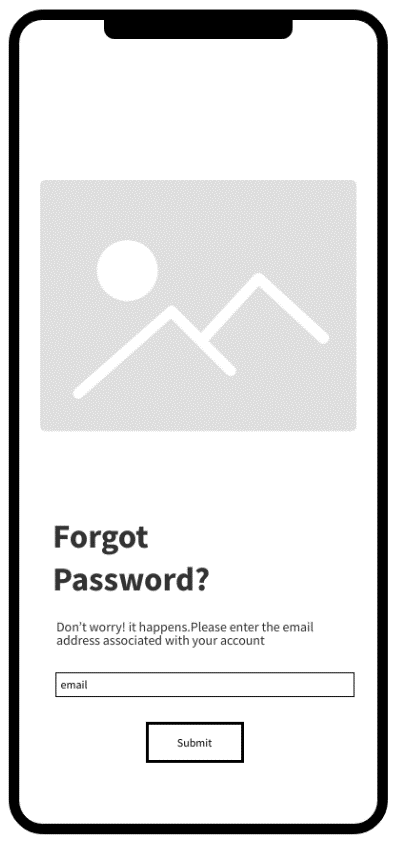 Forgot
Password?
Don't worry! it happens.Please enter the email
address associated with your account
email
Submit